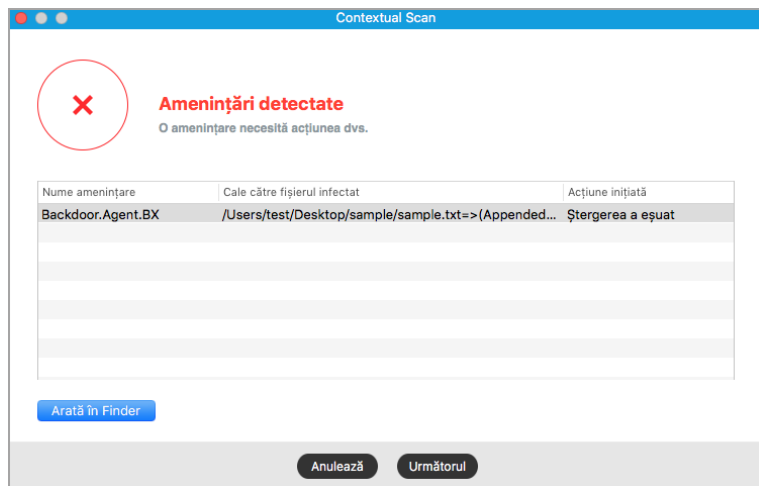 Contextual Scan
Amenințări detectate
O amenințare necesită acțiunea dvs.
Nume amenințare Cale către fișierul infectat Acțiune inițiată
Backdoor.Agent.BX /Users/test/Desktop/sample/sample.txt=>(Appended... Ștergerea a eșuat
Arată în Finder
Anulează Următorul